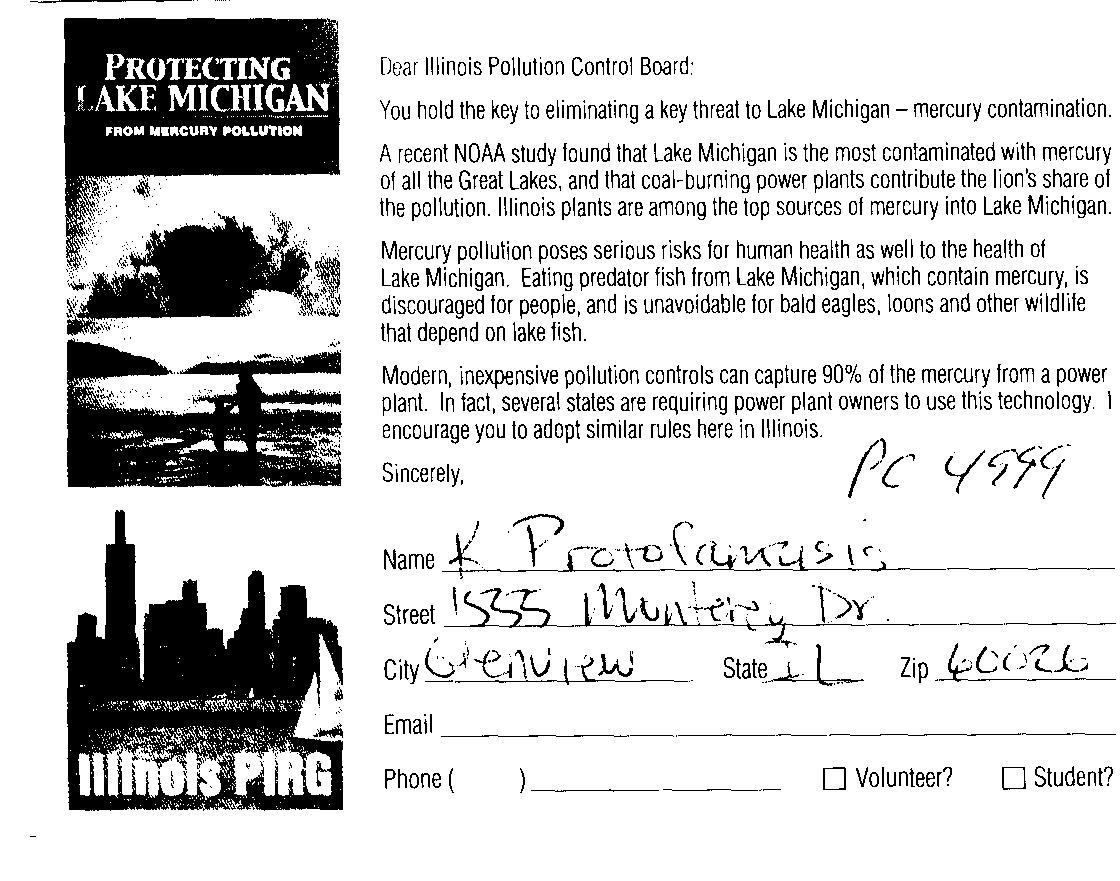 PROTECTING
LAKE MICHIGAN
FROM MERCURY POLLUTION
Illinois PIRG
Dear Illinois Pollution Control Board:
You hold the key to eliminating a key threat to Lake Michigan – mercury contamination.
A recent NOAA study found that Lake Michigan is the most contaminated with mercury
of all the Great Lakes, and that coal-burning power plants contribute the lion's share of
the pollution. Illinois plants are among the top sources of mercury into Lake Michigan.
Mercury pollution poses serious risks for human health as well to the health of
Lake Michigan. Eating predator fish from Lake Michigan, which contain mercury, is
discouraged for people, and is unavoidable for bald eagles, loons and other wildlife
that depend on lake fish.
Modern, inexpensive pollution controls can capture 90% of the mercury from a power
plant. In fact, several states are requiring power plant owners to use this technology. I
encourage you to adopt similar rules here in Illinois.
Sincerely,
PC 4999
Name K
Street Dr.
City Glenview State IL Zip 60026
Email
Phone ( )
Volunteer? Student?